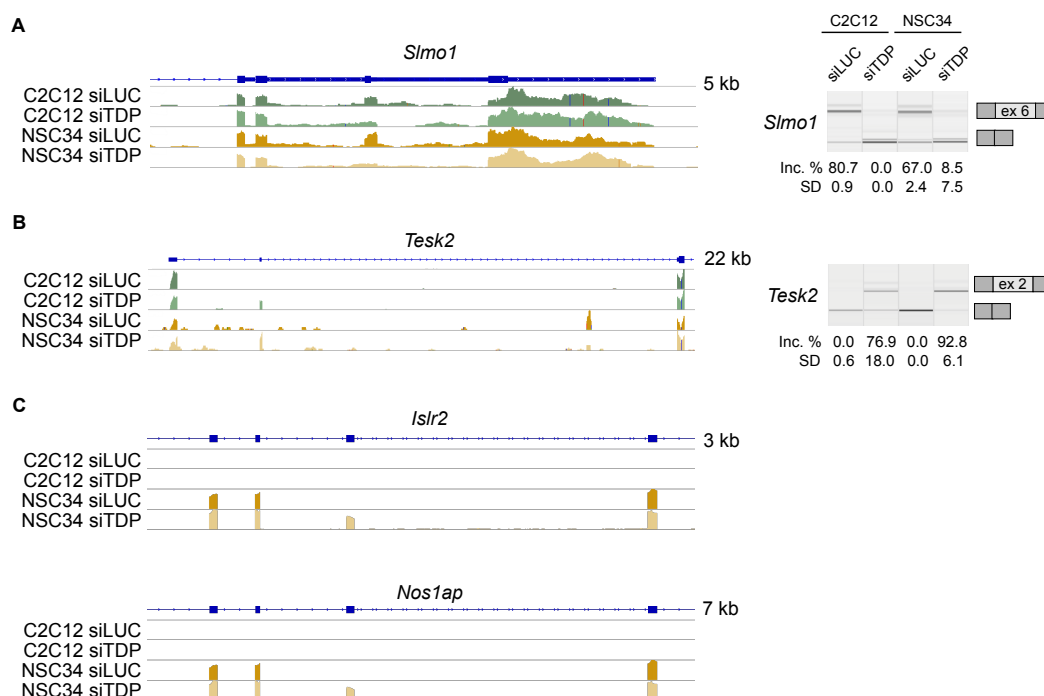 A
Slmo1
5 kb
C2C12 siLUC
C2C12 siTDP
NSC34 siLUC
NSC34 siTDP
C2C12 NSC34
siLUC siTDP siLUC siTDP
Slmo1
ex 6
Inc. % 80.7 0.0 67.0 8.5
SD 0.9 0.0 2.4 7.5
B
Tesk2
22 kb
C2C12 siLUC
C2C12 siTDP
NSC34 siLUC
NSC34 siTDP
Tesk2
ex 2
Inc. % 0.0 76.9 0.0 92.8
SD 0.6 18.0 0.0 6.1
C
Islr2
3 kb
C2C12 siLUC
C2C12 siTDP
NSC34 siLUC
NSC34 siTDP
Nos1ap
7 kb
C2C12 siLUC
C2C12 siTDP
NSC34 siLUC
NSC34 siTDP